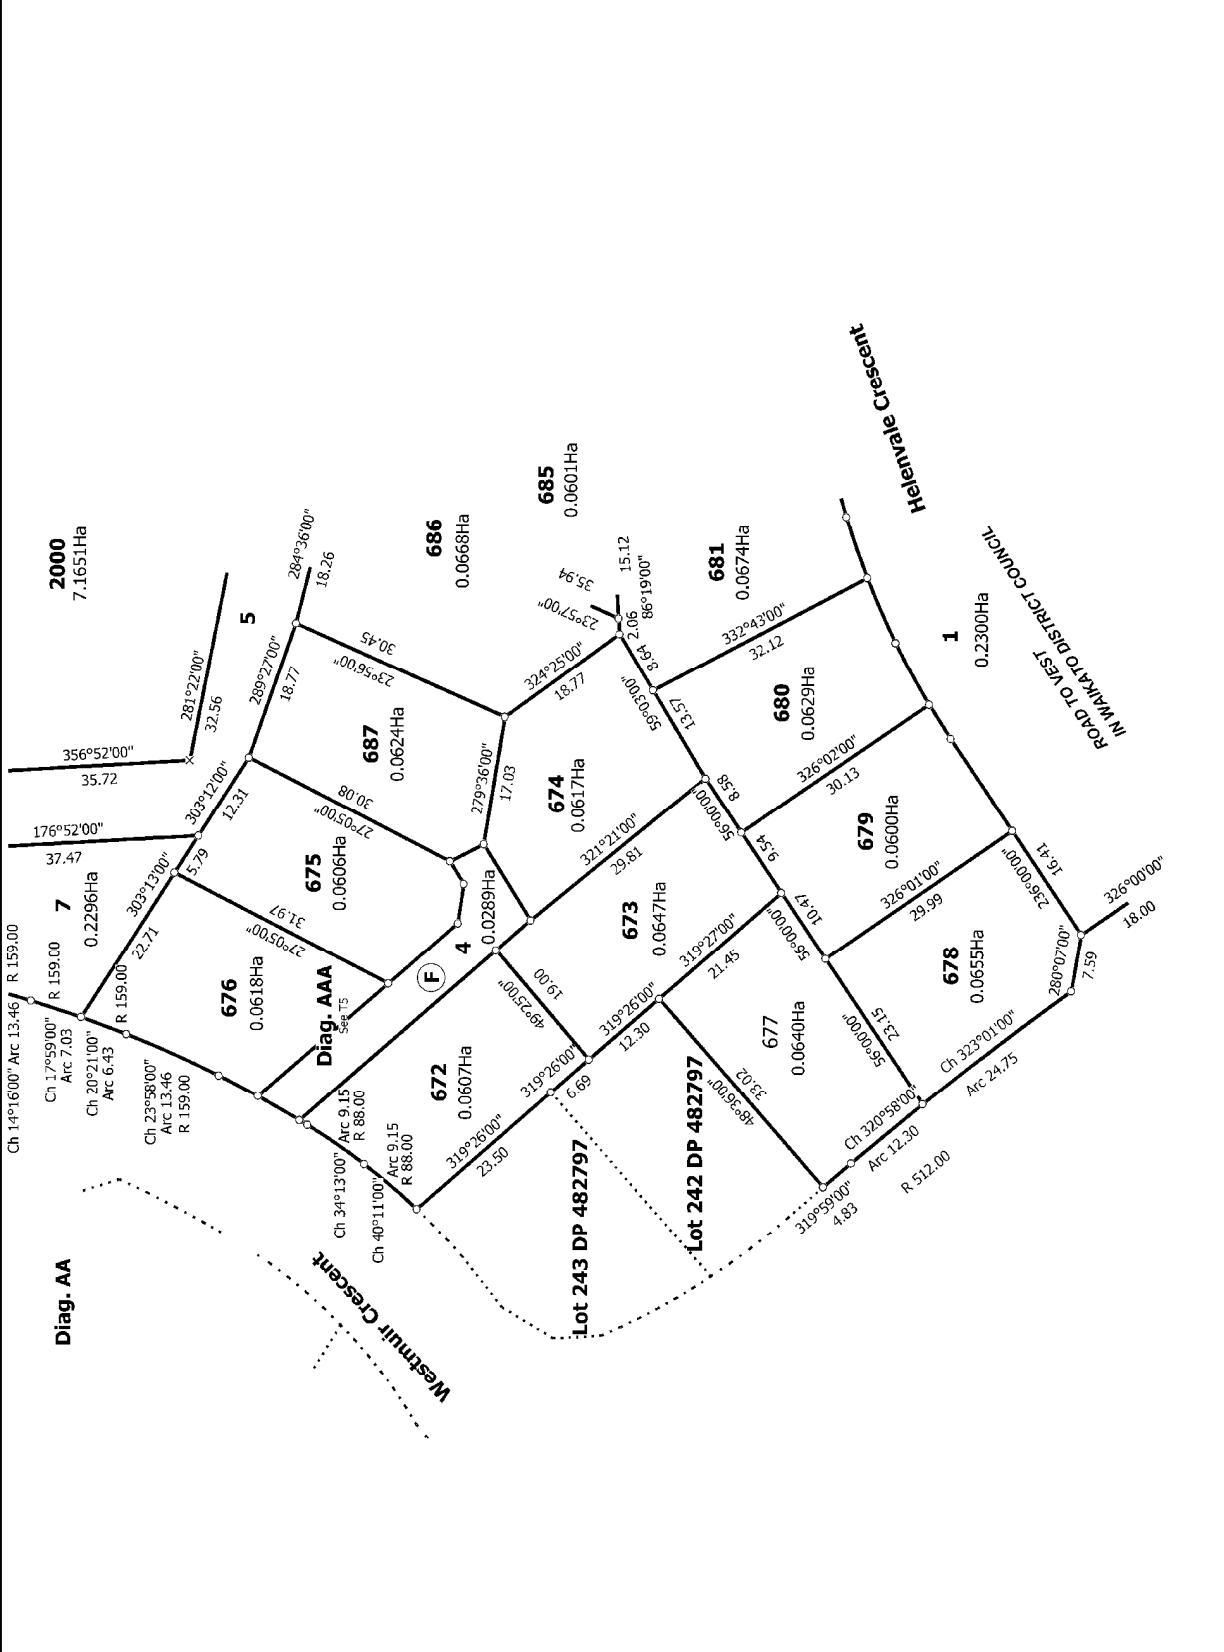 Diag. AA
Ch 14°16'00" Arc 13.46 R 159.00
Ch 17°59'00" R 159.00
Arc 7.03
Ch 20°21'00" R 159.00
Arc 6.43
Ch 23°58'00"
Arc 13.46
R 159.00
7
0.2296Ha
176°52'00"
37.47
356°52'00"
35.72
2000
7.1651Ha
281°22'00"
32.56
5
303°13'00"
22.71
5.79
303°12'00"
12.31
289°27'00"
18.77
284°36'00"
18.26
676
0.0618Ha
27°05'00"
31.97
675
0.0606Ha
27°05'00"
30.08
687
0.0624Ha
23°56'00"
30.45
686
0.0668Ha
685
0.0601Ha
Diag. AAA
See T5
F
4
0.0289Ha
279°36'00"
17.03
324°25'00"
18.77
23°57'00"
35.94
15.12
86°19'00"
2.06
674
0.0617Ha
59°03'00"
8.64
13.57
681
0.0674Ha
Arc 9.15
R 88.00
Ch 34°13'00"
Arc 9.15
R 88.00
Ch 40°11'00"
672
0.0607Ha
319°26'00"
23.50
49°25'00"
19.00
319°26'00"
6.69
319°26'00"
12.30
319°27'00"
21.45
673
0.0647Ha
321°21'00"
29.81
56°00'00"
8.58
9.54
332°43'00"
32.12
680
0.0629Ha
326°02'00"
30.13
679
0.0600Ha
326°01'00"
29.99
56°00'00"
10.47
677
0.0640Ha
48°36'00"
33.02
56°00'00"
23.15
678
0.0655Ha
236°00'00"
16.41
326°00'00"
18.00
280°07'00"
7.59
Ch 323°01'00"
Arc 24.75
Ch 320°58'00"
Arc 12.30
R 512.00
319°59'00"
4.83
Lot 243 DP 482797
Lot 242 DP 482797
Westmuir Crescent
Helenvale Crescent
1
0.2300Ha
ROAD TO VEST
IN WAIKATO DISTRICT COUNCIL